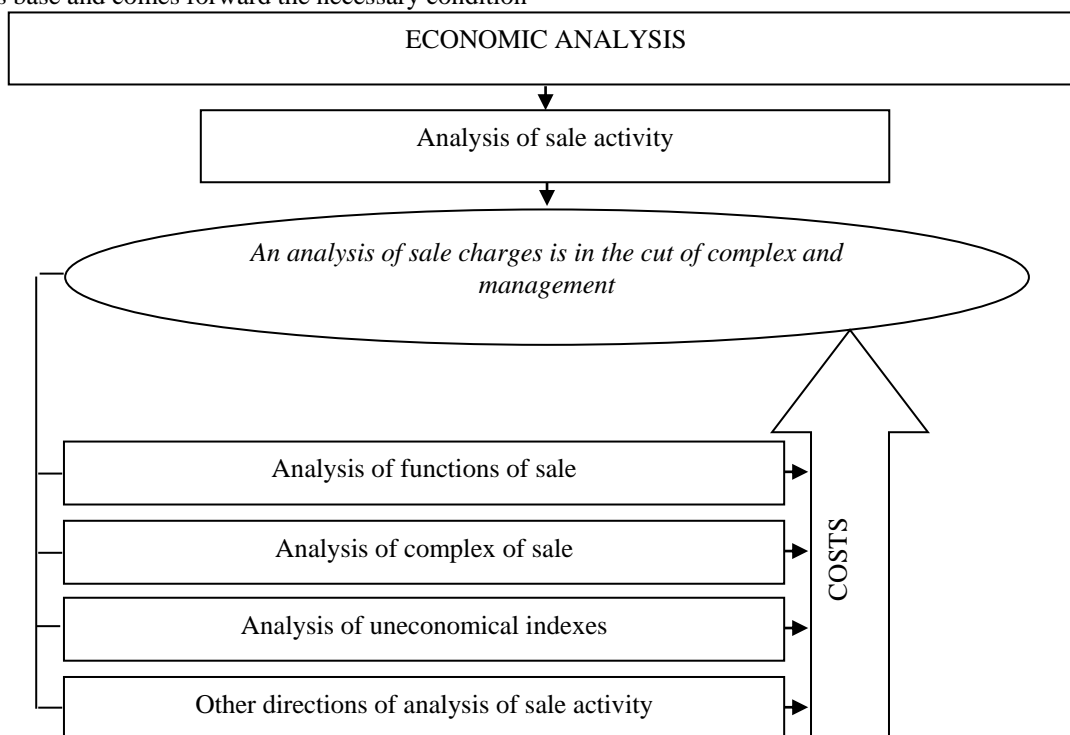 s base and comes forward the necessary condition
ECONOMIC ANALYSIS
Analysis of sale activity
An analysis of sale charges is in the cut of complex and
management
Analysis of functions of sale
Analysis of complex of sale
Analysis of uneconomical indexes
Other directions of analysis of sale activity
COSTS